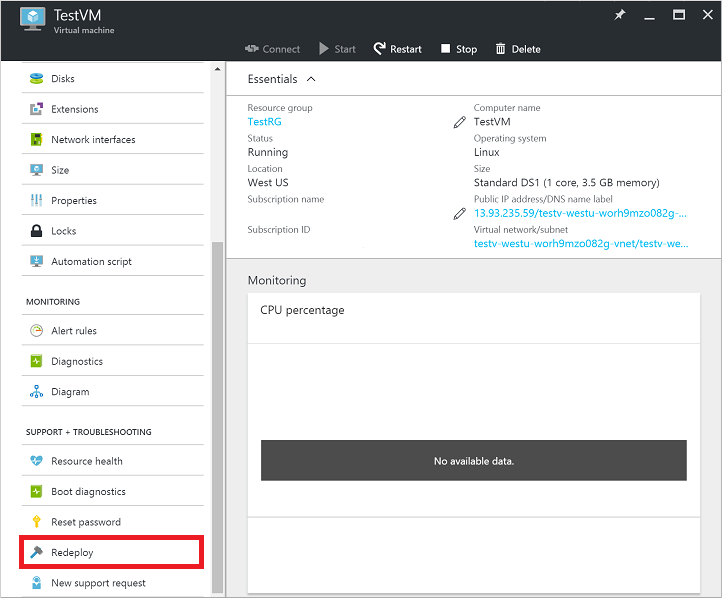 TestVM
Virtual machine
Connect
Start
Restart
Stop
Delete
Disks
Extensions
Network interfaces
Size
Properties
Locks
Automation script
MONITORING
Alert rules
Diagnostics
Diagram
SUPPORT + TROUBLESHOOTING
Resource health
Boot diagnostics
Reset password
Redeploy
New support request
Essentials
Resource group
TestRG
Status
Running
Location
West US
Subscription name
Subscription ID
Computer name
TestVM
Operating system
Linux
Size
Standard DS1 (1 core, 3.5 GB memory)
Public IP address/DNS name label
13.93.235.59/testv-westu-worh9mzo082g-...
Virtual network/subnet
testv-westu-worh9mzo082g-vnet/testv-we...
Monitoring
CPU percentage
No available data.